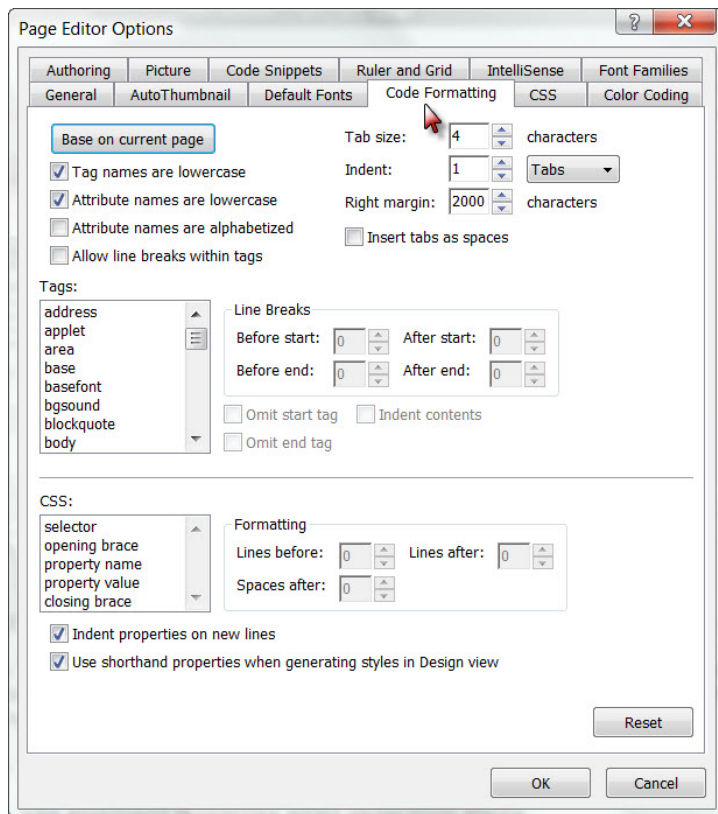 Page Editor Options
Authoring Picture Code Snippets Ruler and Grid IntelliSense Font Families
General AutoThumbnail Default Fonts Code Formatting CSS Color Coding
Base on current page
Tab size: 4 characters
Tag names are lowercase
Indent: 1 Tabs
Attribute names are lowercase
Right margin: 2000 characters
Attribute names are alphabetized
Insert tabs as spaces
Allow line breaks within tags
Tags:
address
applet
area
base
basefont
bgsound
blockquote
body
Line Breaks
Before start: 0 After start: 0
Before end: 0 After end: 0
Omit start tag Indent contents
Omit end tag
CSS:
selector
opening brace
property name
property value
closing brace
Formatting
Lines before: 0 Lines after: 0
Spaces after: 0
Indent properties on new lines
Use shorthand properties when generating styles in Design view
Reset
OK Cancel